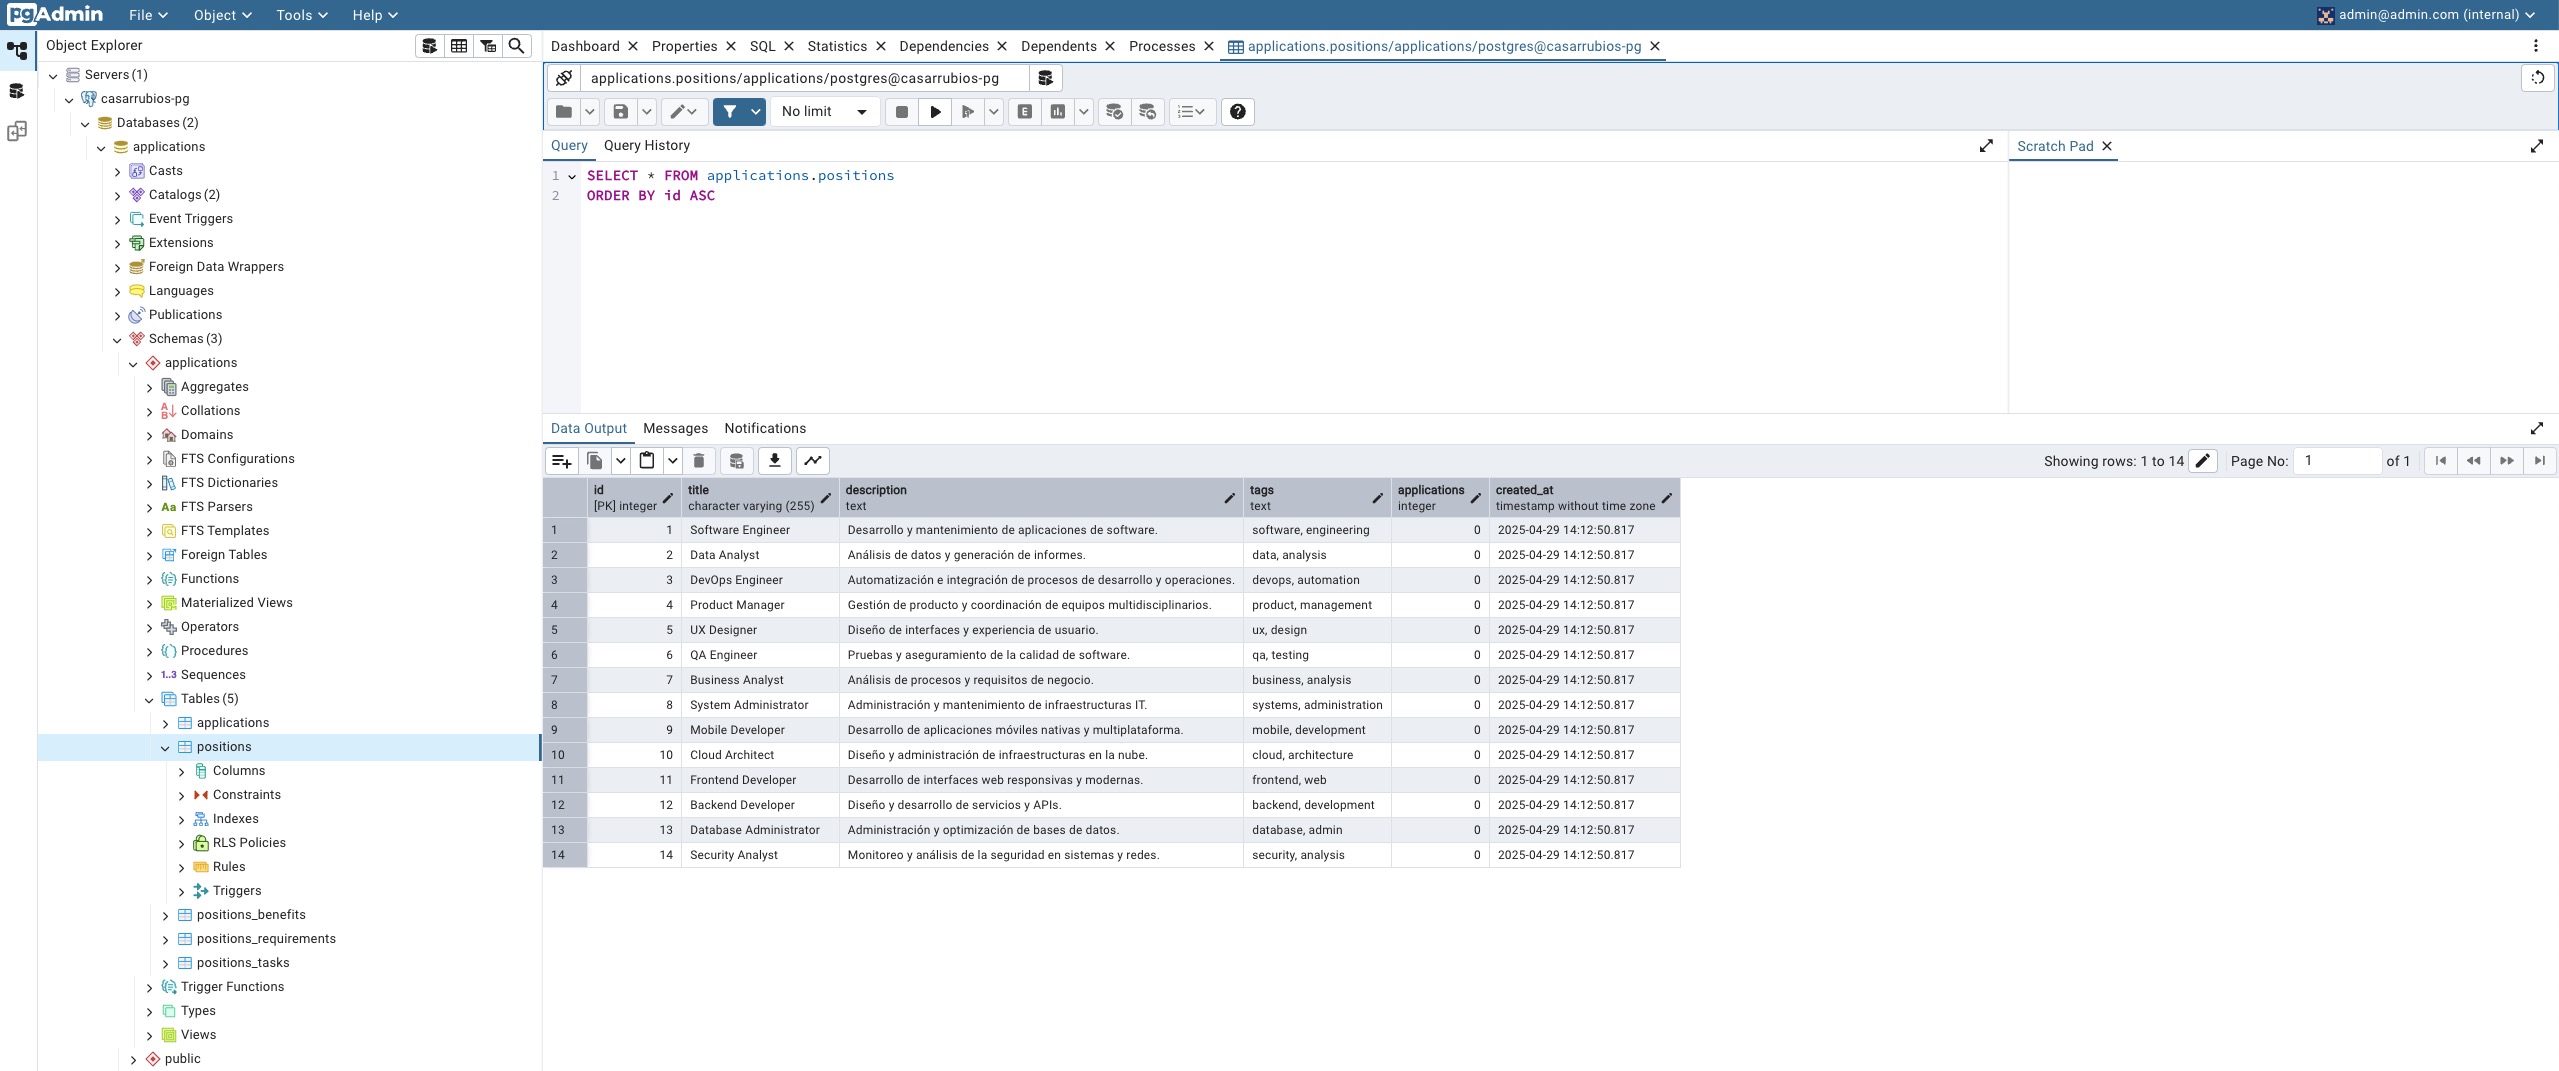 pgAdmin File Object Tools Help admin@admin.com (internal)
Object Explorer
Servers (1)
casarrubios-pg
Databases (2)
applications
Casts
Catalogs (2)
Event Triggers
Extensions
Foreign Data Wrappers
Languages
Publications
Schemas (3)
applications
Aggregates
Collations
Domains
FTS Configurations
FTS Dictionaries
Aa FTS Parsers
FTS Templates
Foreign Tables
Functions
Materialized Views
Operators
Procedures
1..3 Sequences
Tables (5)
applications
positions
Columns
Constraints
Indexes
RLS Policies
Rules
Triggers
positions_benefits
positions_requirements
positions_tasks
Trigger Functions
Types
Views
public
Dashboard Properties SQL Statistics Dependencies Dependents Processes applications.positions/applications/postgres@casarrubios-pg
applications.positions/applications/postgres@casarrubios-pg
No limit E
Query Query History Scratch Pad
1 SELECT * FROM applications.positions
2 ORDER BY id ASC
Data Output Messages Notifications
Showing rows: 1 to 14 Page No: 1 of 1
id title description tags applications created_at
[PK] integer character varying (255) text text integer timestamp without time zone
1 1 Software Engineer Desarrollo y mantenimiento de aplicaciones de software. software, engineering 0 2025-04-29 14:12:50.817
2 2 Data Analyst Análisis de datos y generación de informes. data, analysis 0 2025-04-29 14:12:50.817
3 3 DevOps Engineer Automatización e integración de procesos de desarrollo y operaciones. devops, automation 0 2025-04-29 14:12:50.817
4 4 Product Manager Gestión de producto y coordinación de equipos multidisciplinarios. product, management 0 2025-04-29 14:12:50.817
5 5 UX Designer Diseño de interfaces y experiencia de usuario. ux, design 0 2025-04-29 14:12:50.817
6 6 QA Engineer Pruebas y aseguramiento de la calidad de software. qa, testing 0 2025-04-29 14:12:50.817
7 7 Business Analyst Análisis de procesos y requisitos de negocio. business, analysis 0 2025-04-29 14:12:50.817
8 8 System Administrator Administración y mantenimiento de infraestructuras IT. systems, administration 0 2025-04-29 14:12:50.817
9 9 Mobile Developer Desarrollo de aplicaciones móviles nativas y multiplataforma. mobile, development 0 2025-04-29 14:12:50.817
10 10 Cloud Architect Diseño y administración de infraestructuras en la nube. cloud, architecture 0 2025-04-29 14:12:50.817
11 11 Frontend Developer Desarrollo de interfaces web responsivas y modernas. frontend, web 0 2025-04-29 14:12:50.817
12 12 Backend Developer Diseño y desarrollo de servicios y APIs. backend, development 0 2025-04-29 14:12:50.817
13 13 Database Administrator Administración y optimización de bases de datos. database, admin 0 2025-04-29 14:12:50.817
14 14 Security Analyst Monitoreo y análisis de la seguridad en sistemas y redes. security, analysis 0 2025-04-29 14:12:50.817